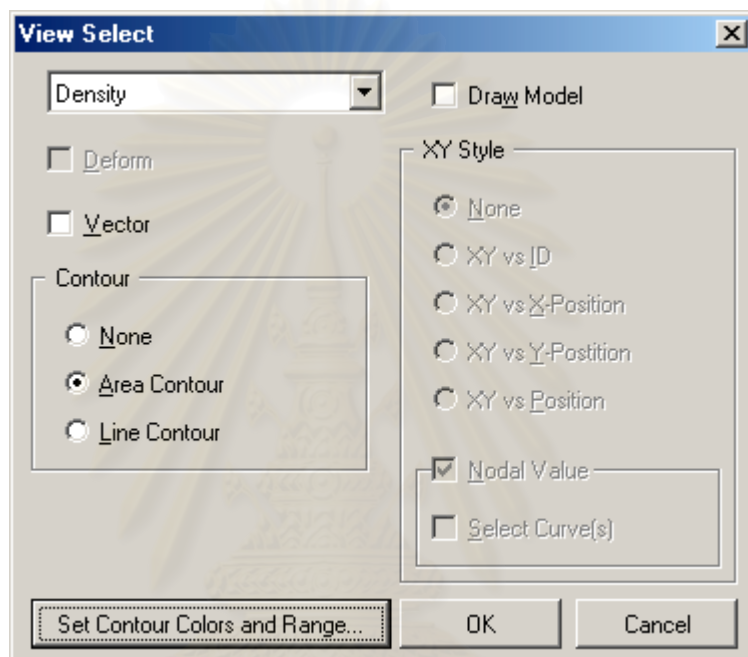 View Select
Density
Draw Model
Deform
Vector
Contour
None
Area Contour
Line Contour
XY Style
None
XY vs ID
XY vs X-Position
XY vs Y-Postition
XY vs Position
Nodal Value
Select Curve(s)
Set Contour Colors and Range...
OK
Cancel